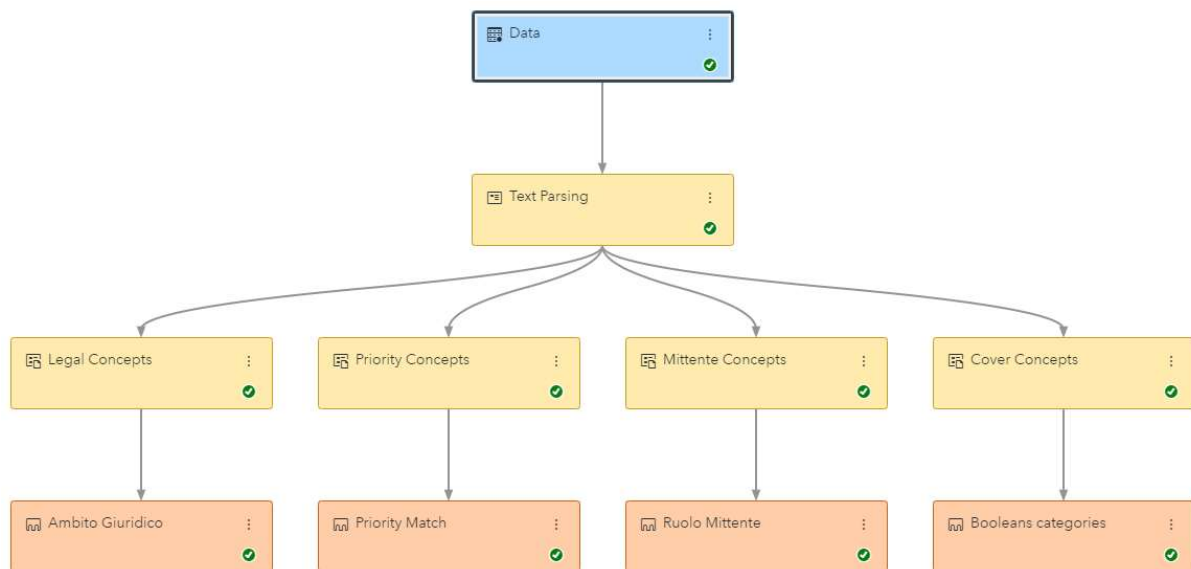 Data
Text Parsing
Legal Concepts
Priority Concepts
Mittente Concepts
Cover Concepts
Ambito Giuridico
Priority Match
Ruolo Mittente
Booleans categories